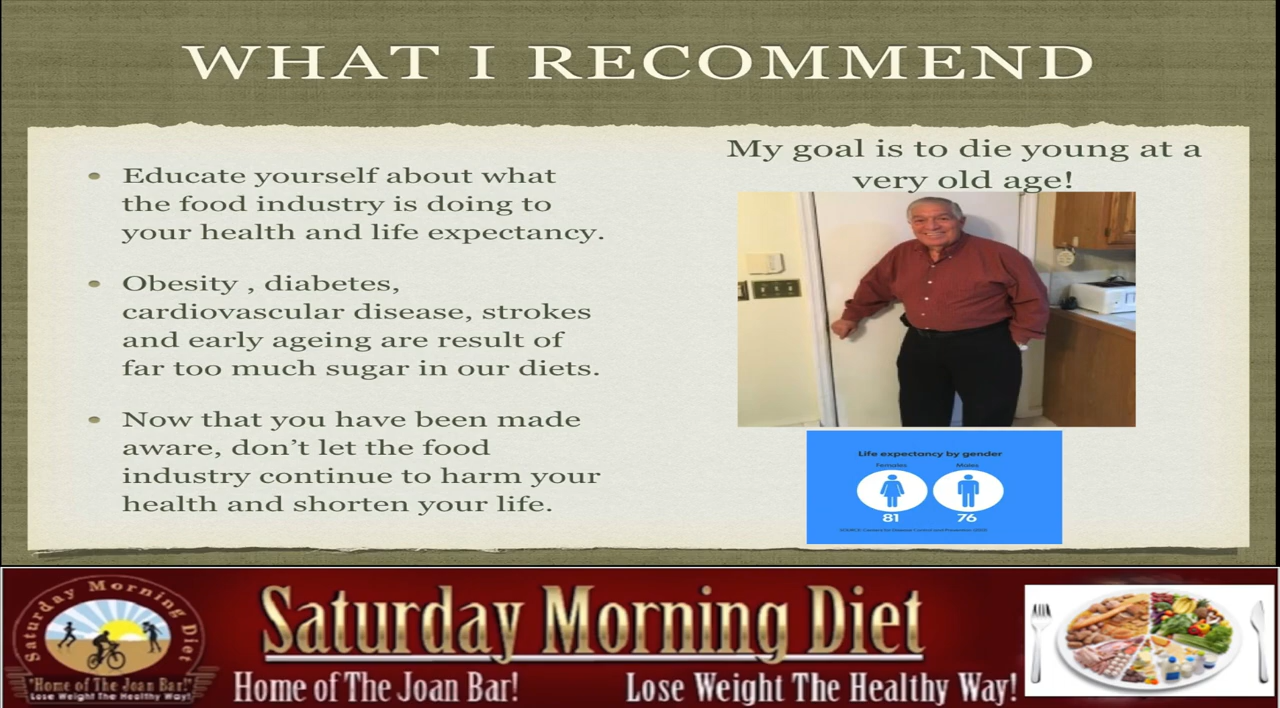 WHAT I RECOMMEND
• Educate yourself about what
the food industry is doing to
your health and life expectancy.
• Obesity , diabetes,
cardiovascular disease, strokes
and early ageing are result of
far too much sugar in our diets.
• Now that you have been made
aware, don’t let the food
industry continue to harm your
health and shorten your life.
My goal is to die young at a
very old age!
Life expectancy by gender
Females Males
81 76
SOURCE: Centers for Disease Control and Prevention
Saturday Morning Diet
"Home of The Joan Bar!"
Lose Weight The Healthy Way!
Saturday Morning Diet
Home of The Joan Bar! Lose Weight The Healthy Way!